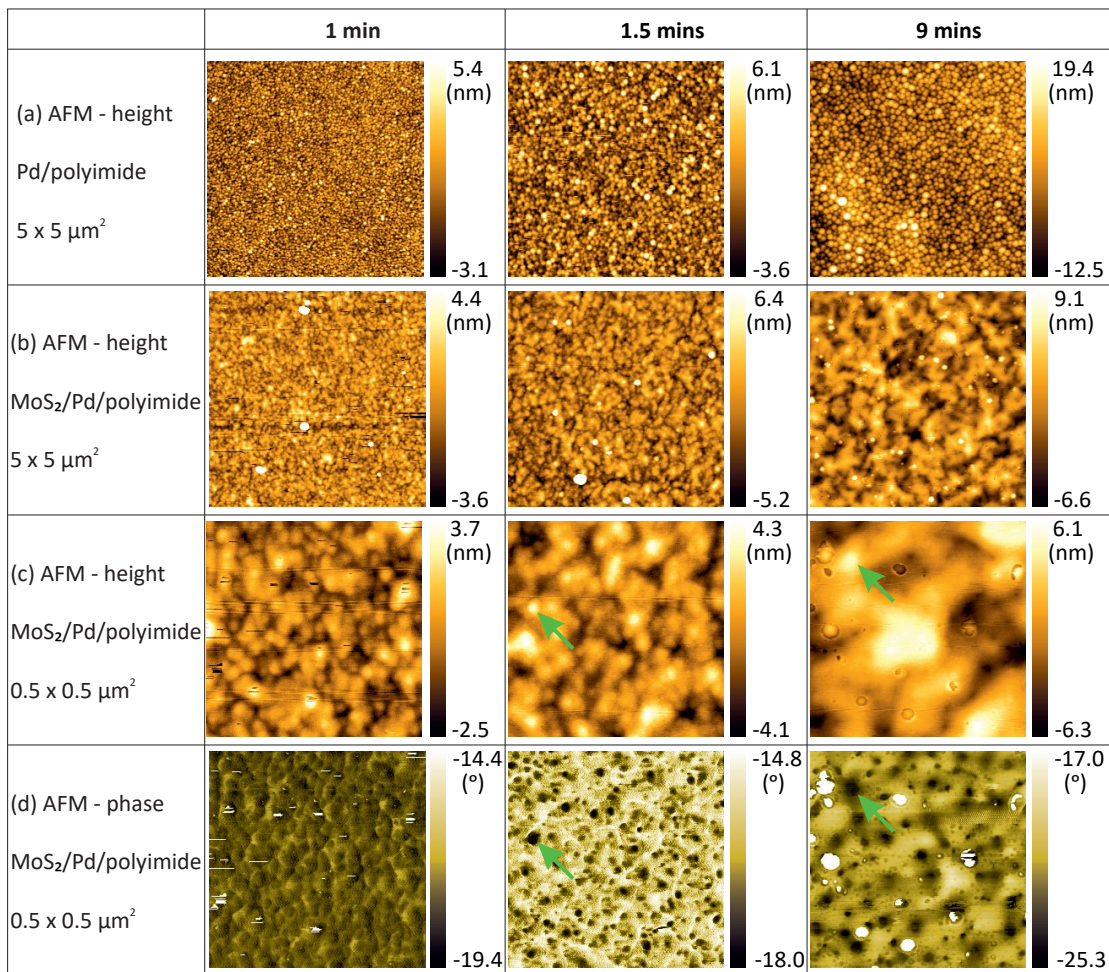 1 min 1.5 mins 9 mins
(a) AFM - height
Pd/polyimide
5 x 5 µm²
5.4
(nm)
-3.1
6.1
(nm)
-3.6
19.4
(nm)
-12.5
(b) AFM - height
MoS₂/Pd/polyimide
5 x 5 µm²
4.4
(nm)
-3.6
6.4
(nm)
-5.2
9.1
(nm)
-6.6
(c) AFM - height
MoS₂/Pd/polyimide
0.5 x 0.5 µm²
3.7
(nm)
-2.5
4.3
(nm)
-4.1
6.1
(nm)
-6.3
(d) AFM - phase
MoS₂/Pd/polyimide
0.5 x 0.5 µm²
-14.4
(°)
-19.4
-14.8
(°)
-18.0
-17.0
(°)
-25.3